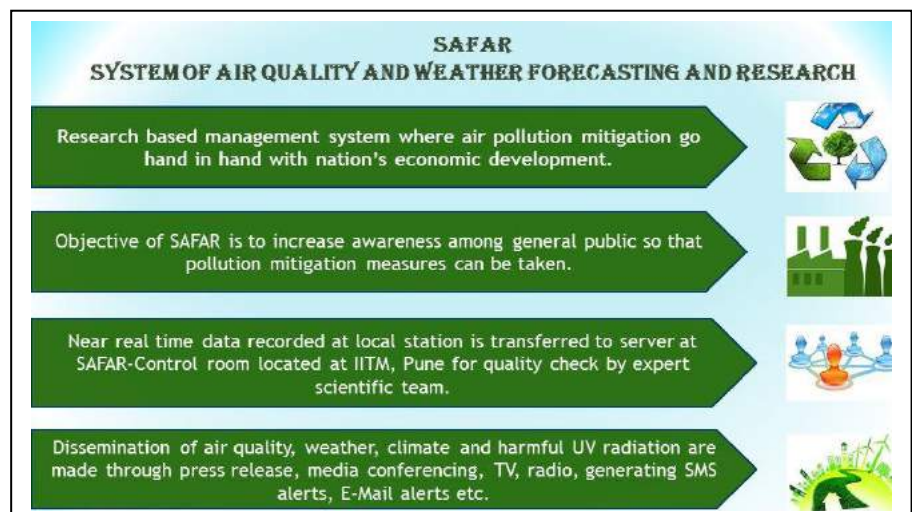 SAFAR
SYSTEM OF AIR QUALITY AND WEATHER FORECASTING AND RESEARCH
Research based management system where air pollution mitigation go
hand in hand with nation's economic development.
Objective of SAFAR is to increase awareness among general public so that
pollution mitigation measures can be taken.
Near real time data recorded at local station is transferred to server at
SAFAR-Control room located at IITM, Pune for quality check by expert
scientific team.
Dissemination of air quality, weather, climate and harmful UV radiation are
made through press release, media conferencing, TV, radio, generating SMS
alerts, E-Mail alerts etc.